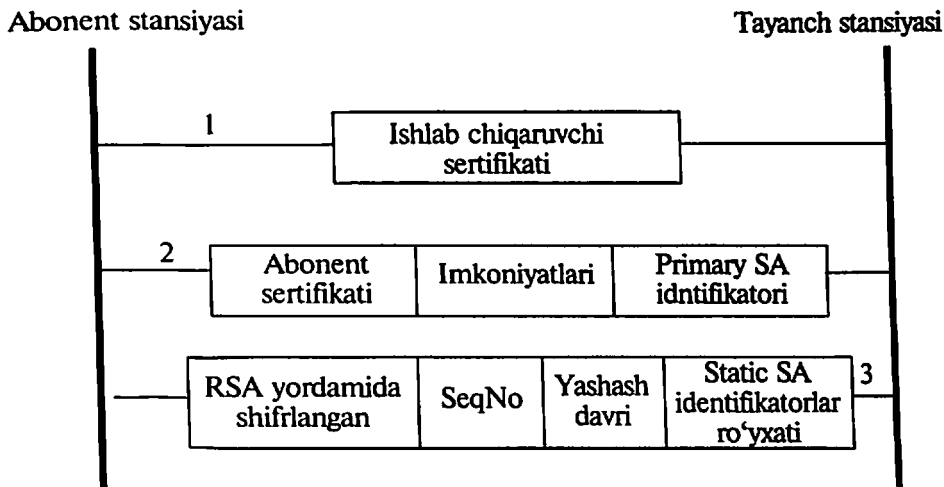 Abonent stansiyasi
Tayanch stansiyasi
1
Ishlab chiqaruvchi
sertifikati
2
Abonent
sertifikati
Imkoniyatlari
Primary SA
idntifikatori
RSA yordamida
shifrlangan
SeqNo
Yashash
davri
Static SA
identifikatorlar
ro‘yxati
3